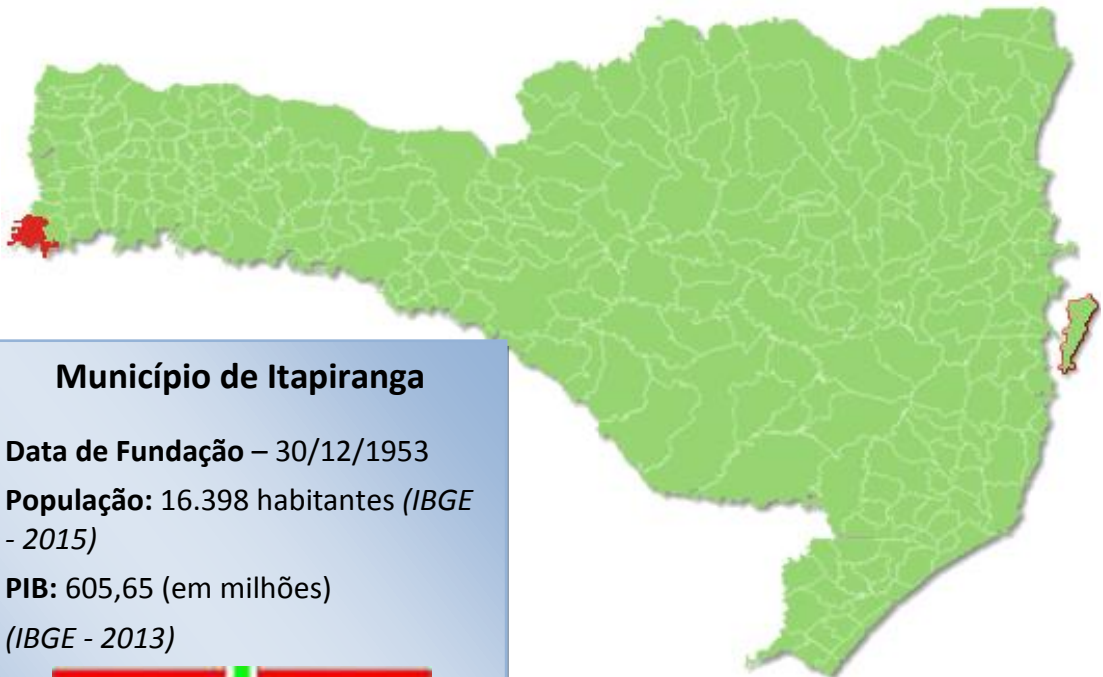 Município de Itapiranga
Data de Fundação – 30/12/1953
População: 16.398 habitantes (IBGE
- 2015)
PIB: 605,65 (em milhões)
(IBGE - 2013)